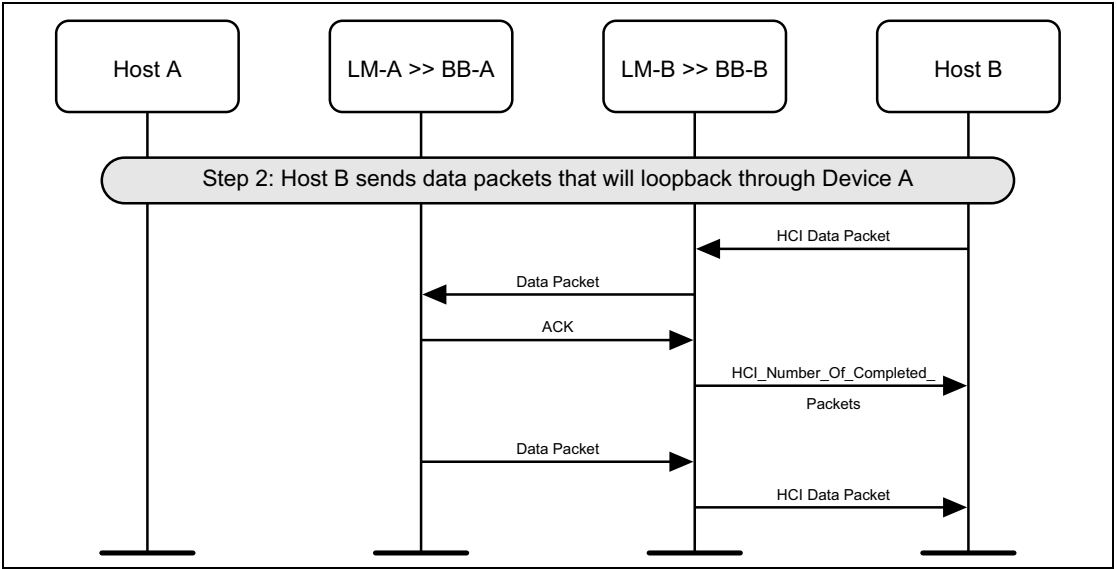 Host A
LM-A >> BB-A
LM-B >> BB-B
Host B
Step 2: Host B sends data packets that will loopback through Device A
HCI Data Packet
Data Packet
ACK
HCI_Number_Of_Completed_
Packets
Data Packet
HCI Data Packet